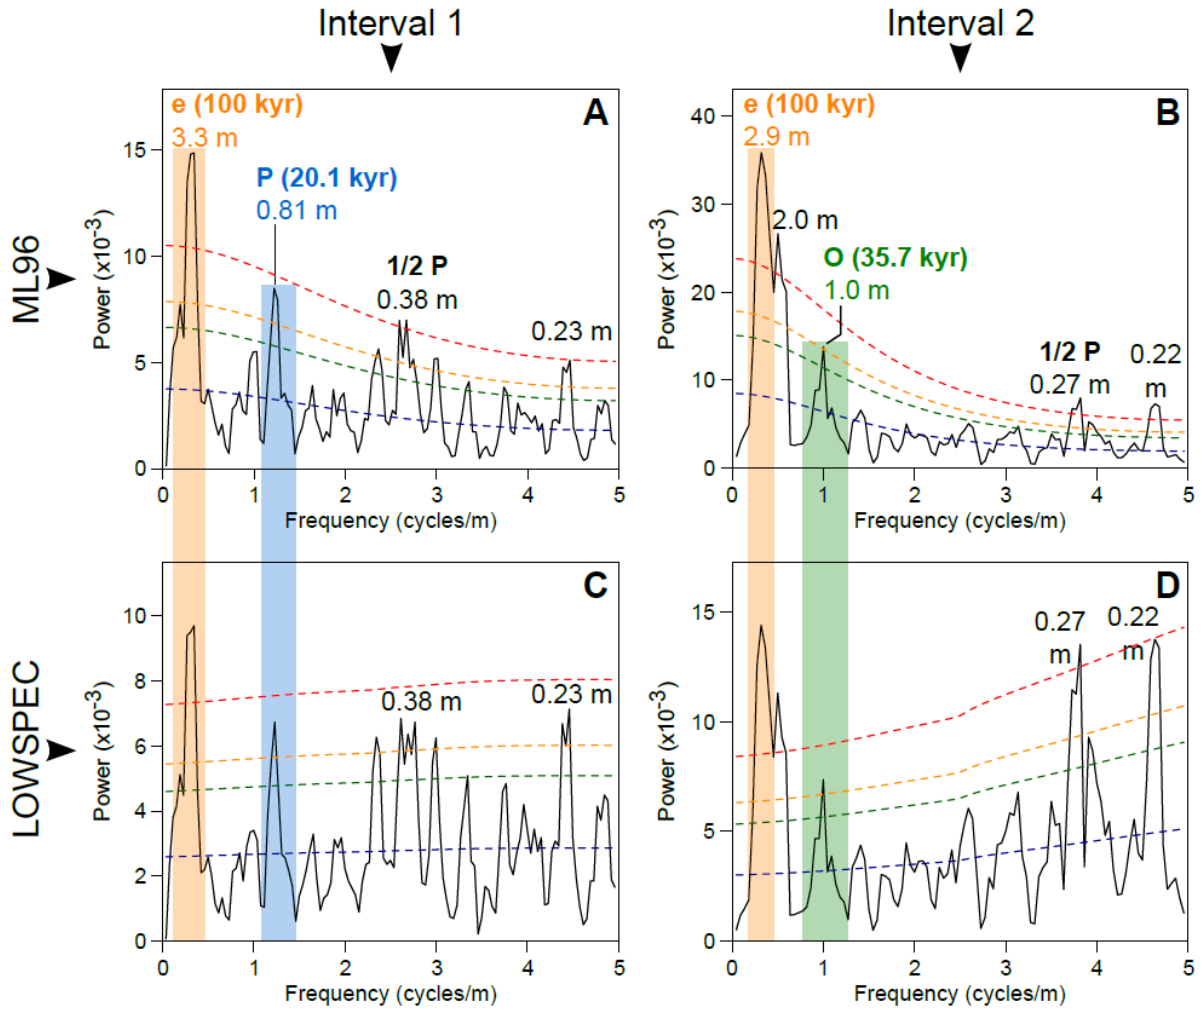 Interval 1
Interval 2
ML96
LOWSPEC
A
e (100 kyr)
3.3 m
P (20.1 kyr)
0.81 m
1/2 P
0.38 m
0.23 m
Power (x10⁻³)
15
10
5
0
0 1 2 3 4 5
Frequency (cycles/m)
B
e (100 kyr)
2.9 m
2.0 m
O (35.7 kyr)
1.0 m
1/2 P
0.27 m
0.22
m
Power (x10⁻³)
40
30
20
10
0
0 1 2 3 4 5
Frequency (cycles/m)
C
0.38 m
0.23 m
Power (x10⁻³)
10
8
6
4
2
0
0 1 2 3 4 5
Frequency (cycles/m)
D
0.27
m
0.22
m
Power (x10⁻³)
15
10
5
0
0 1 2 3 4 5
Frequency (cycles/m)